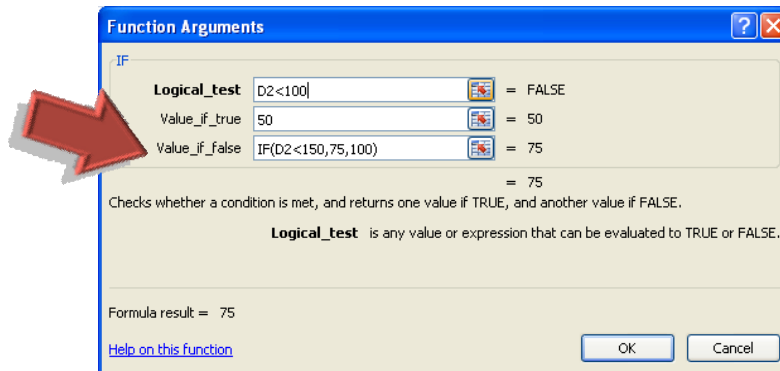 Function Arguments
IF
Logical_test D2<100 = FALSE
Value_if_true 50 = 50
Value_if_false IF(D2<150,75,100) = 75
= 75
Checks whether a condition is met, and returns one value if TRUE, and another value if FALSE.
Logical_test is any value or expression that can be evaluated to TRUE or FALSE.
Formula result = 75
Help on this function OK Cancel